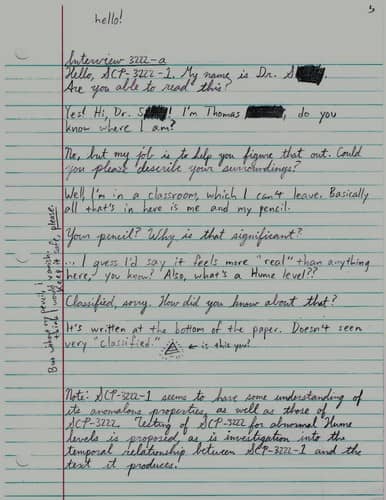 5
hello!
Interview 3222-a
Hello, SCP-3222-1. My name is Dr. S
Are you able to read this?
Yes! Hi, Dr. S ! I'm Thomas , do you
know where I am?
No, but my job is to help you figure that out. Could
you please describe your surroundings?
Well, I'm in a classroom, which I can't leave. Basically
all that's in here is me and my pencil.
Your pencil? Why is that significant?
... I guess I'd say it feels more "real" than anything
here, you know? Also, what's a Hume level??
Classified, sorry. How did you know about that?
It's written at the bottom of the paper. Doesn't seem
very "classified." ← is this you?
Note: SCP-3222-1 seems to have some understanding of
its anomalous properties, as well as those of
SCP-3222. Testing of SCP-3222 for abnormal Hume
levels is proposed, as is investigation into the
temporal relationship between SCP-3222-1 and the
text it produces.
But without my pencil, I
think I would vanish.
Keep it safe, please.